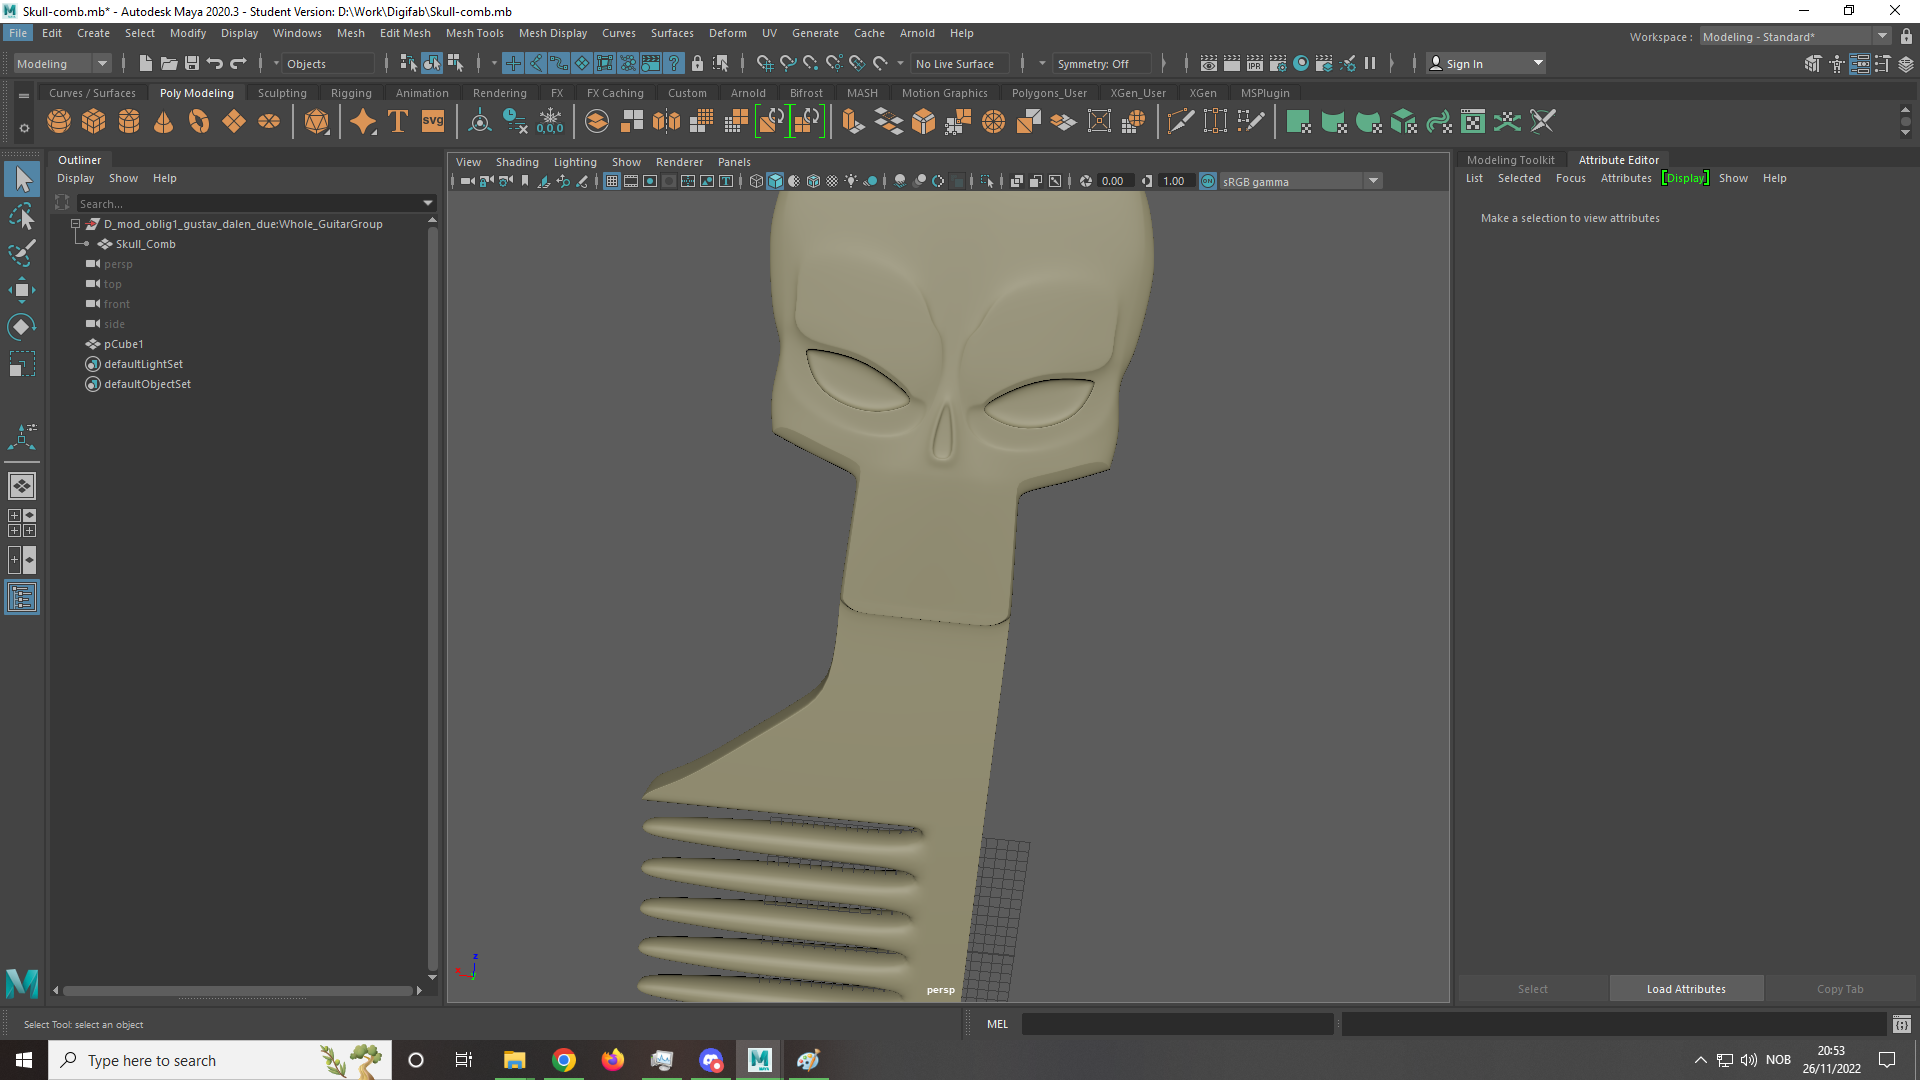 Skull-comb.mb* - Autodesk Maya 2020.3 - Student Version: D:\Work\Digifab\Skull-comb.mb
File Edit Create Select Modify Display Windows Mesh Edit Mesh Mesh Tools Mesh Display Curves Surfaces Deform UV Generate Cache Arnold Help
Workspace : Modeling - Standard*
Modeling Objects No Live Surface Symmetry: Off Sign In
Curves / Surfaces Poly Modeling Sculpting Rigging Animation Rendering FX FX Caching Custom Arnold Bifrost MASH Motion Graphics Polygons_User XGen_User XGen MSPlugin
T svg 0,0,0
Outliner
Display Show Help
Search...
D_mod_oblig1_gustav_dalen_due:Whole_GuitarGroup
Skull_Comb
persp
top
front
side
pCube1
defaultLightSet
defaultObjectSet
View Shading Lighting Show Renderer Panels
0.00 1.00 ON sRGB gamma
z
x
persp
Modeling Toolkit Attribute Editor
List Selected Focus Attributes Display Show Help
Make a selection to view attributes
Select Load Attributes Copy Tab
Select Tool: select an object
MEL
Type here to search
NOB
20:53
26/11/2022